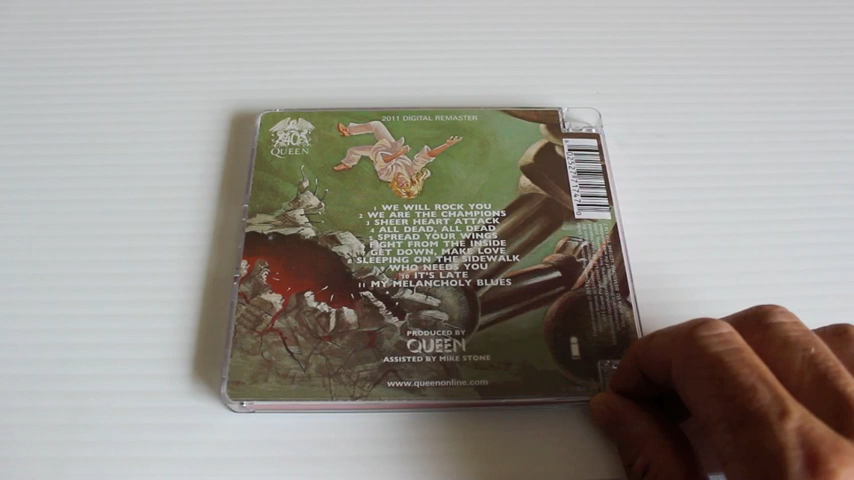 2011 DIGITAL REMASTER
40
QUEEN
1 WE WILL ROCK YOU
2 WE ARE THE CHAMPIONS
3 SHEER HEART ATTACK
4 ALL DEAD, ALL DEAD
5 SPREAD YOUR WINGS
FIGHT FROM THE INSIDE
GET DOWN, MAKE LOVE
8 SLEEPING ON THE SIDEWALK
9 WHO NEEDS YOU
10 IT'S LATE
11 MY MELANCHOLY BLUES
PRODUCED BY
QUEEN
ASSISTED BY MIKE STONE
www.queenonline.com